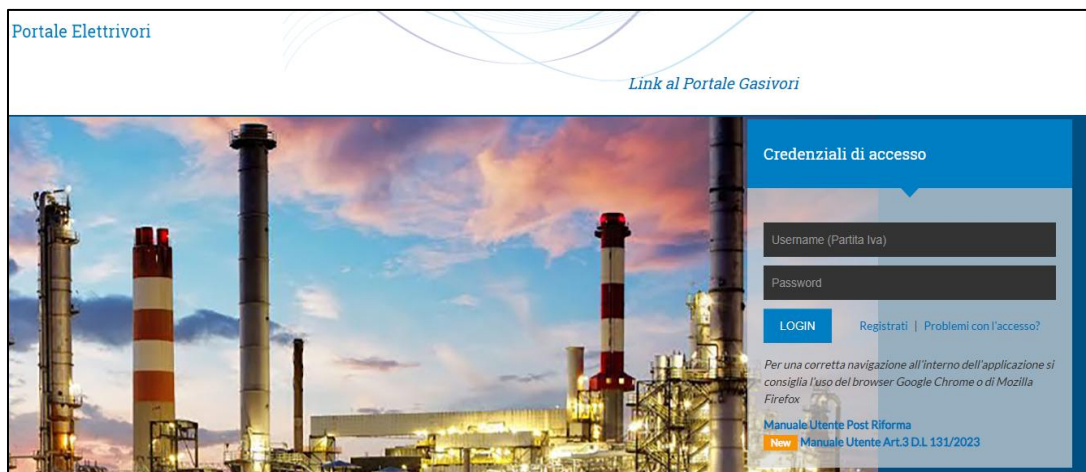 Portale Elettrivori
Link al Portale Gasivori
Credenziali di accesso
Username (Partita Iva)
Password
LOGIN
Registrati | Problemi con l'accesso?
Per una corretta navigazione all'interno dell'applicazione si
consiglia l'uso del browser Google Chrome o di Mozilla
Firefox
Manuale Utente Post Riforma
New Manuale Utente Art.3 D.L 131/2023